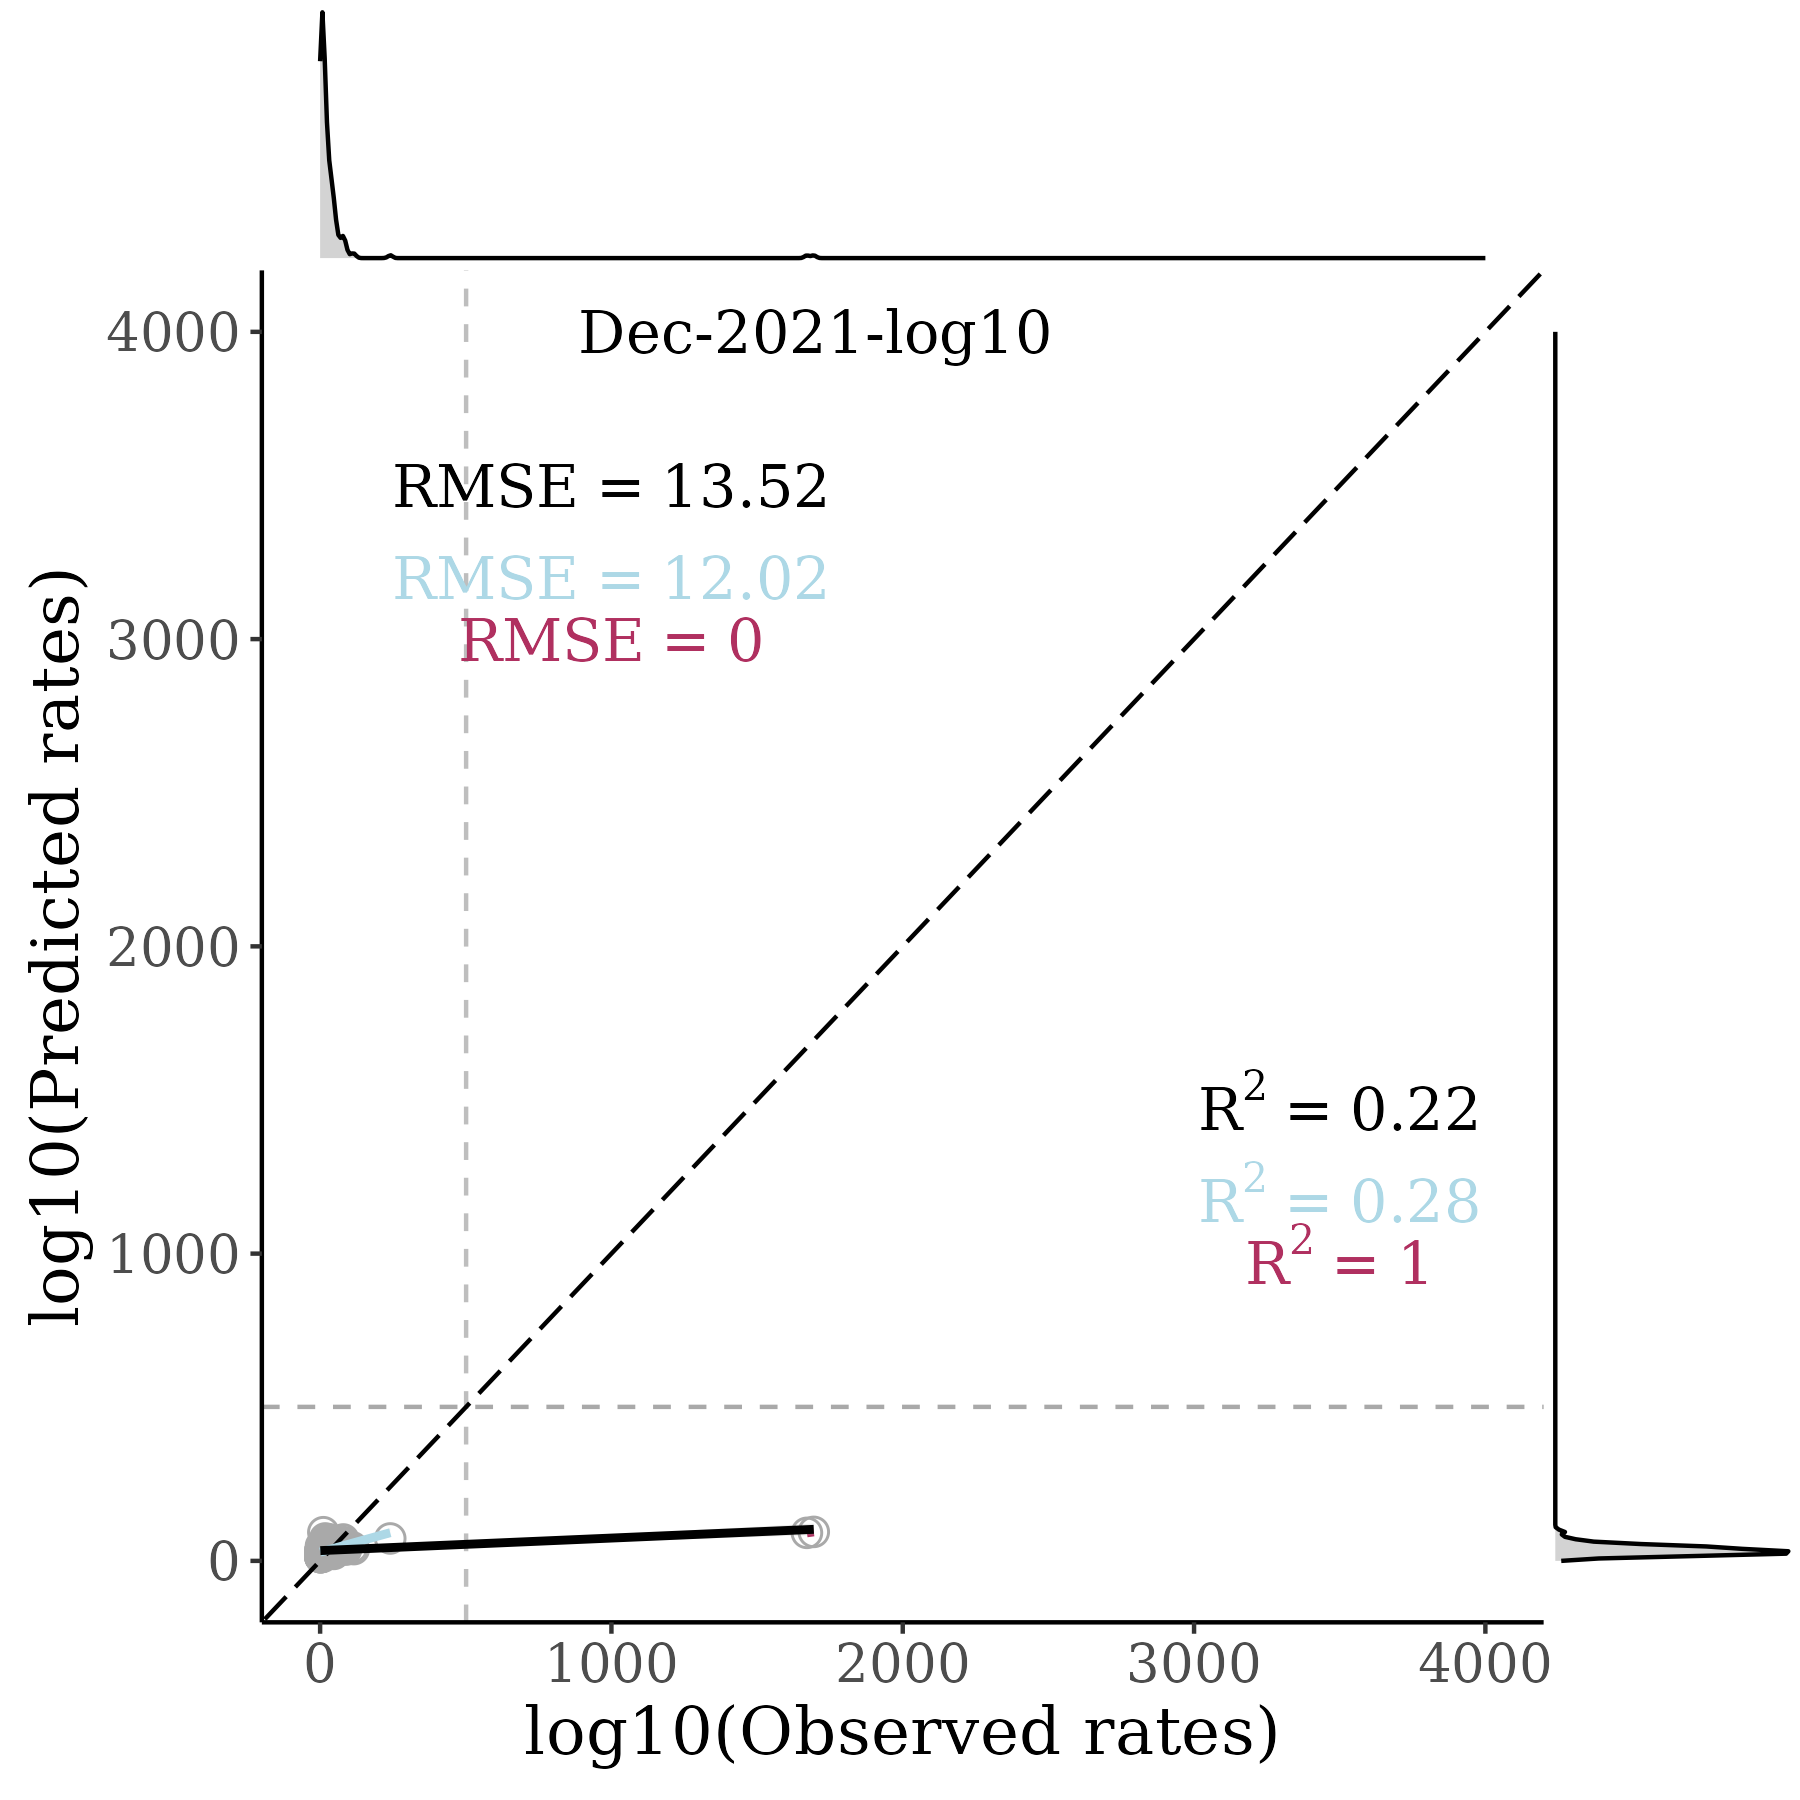 Dec-2021-log10
RMSE = 13.52
RMSE = 12.02
RMSE = 0
R² = 0.22
R² = 0.28
R² = 1
4000
3000
2000
1000
0
log10(Predicted rates)
0 1000 2000 3000 4000
log10(Observed rates)